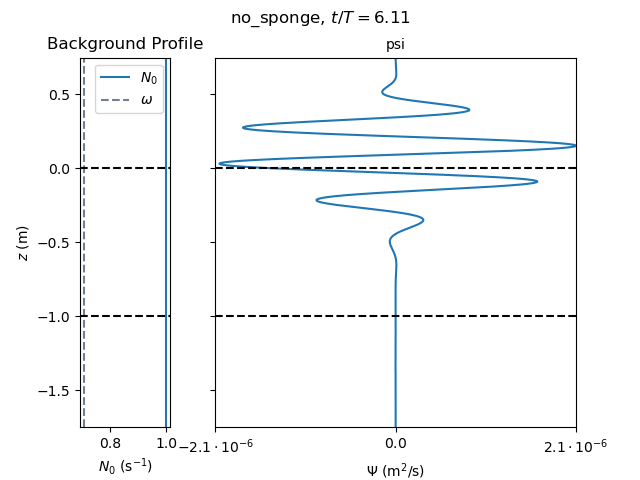 no_sponge, t/T = 6.11
Background Profile
psi
N₀
ω
0.5
0.0
−0.5
−1.0
−1.5
z (m)
0.8
1.0
−2.1 · 10⁻⁶
0.0
2.1 · 10⁻⁶
N₀ (s⁻¹)
Ψ (m²/s)